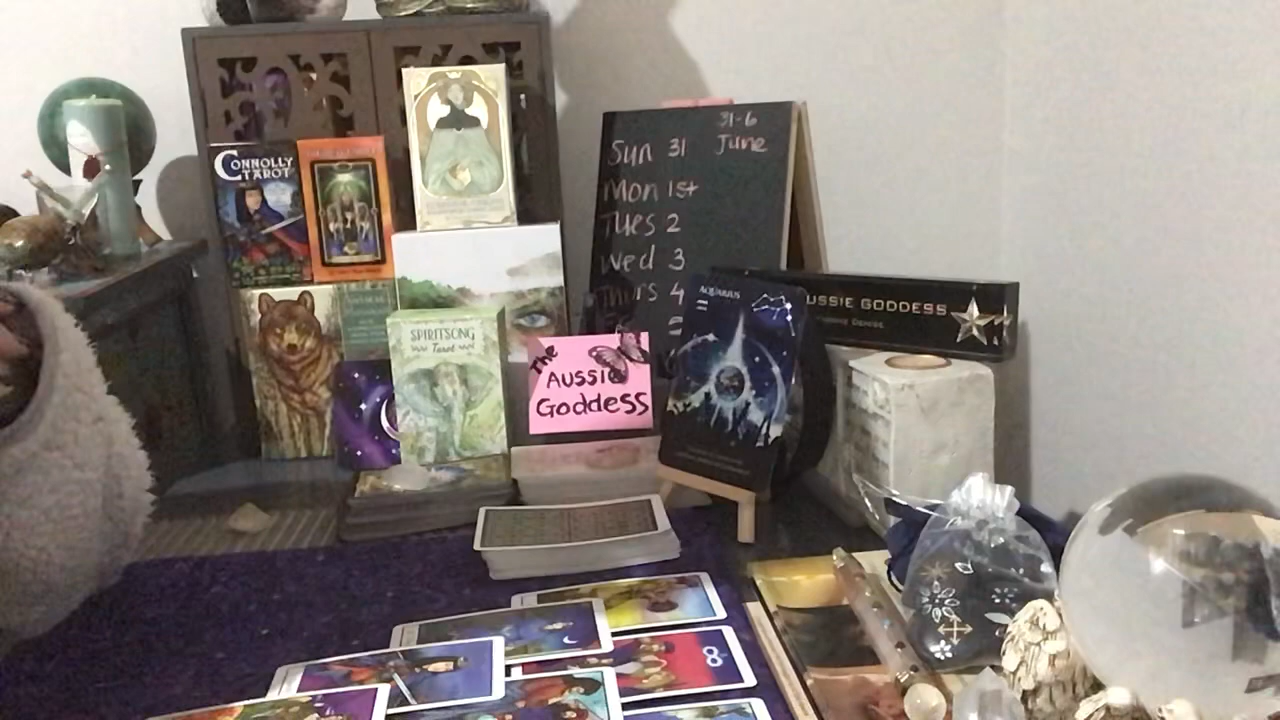 CONNOLLY
TAROT
SPIRITSONG
Tarot
The
AUSSIE
GODDESS
31-6
June
Sun 31
Mon 1st
TUES 2
Wed 3
Thurs 4
AQUARIUS
USSIE GODDESS
8